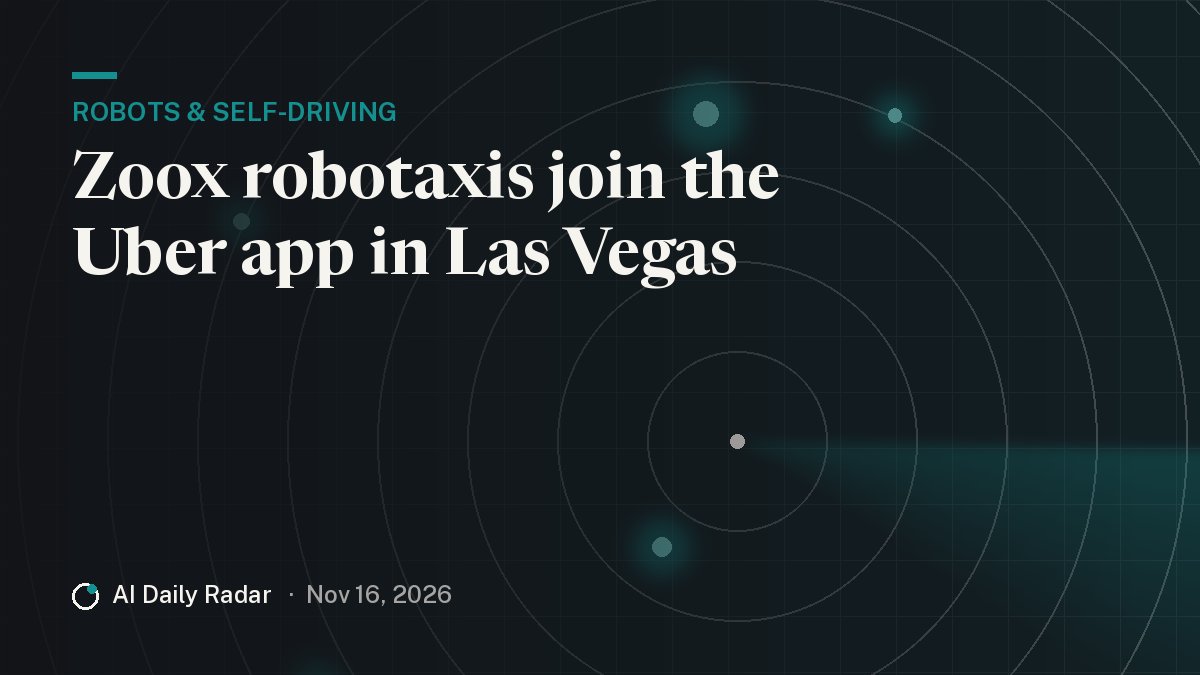 ROBOTS & SELF-DRIVING
Zoox robotaxis join the
Uber app in Las Vegas
AI Daily Radar · Nov 16, 2026